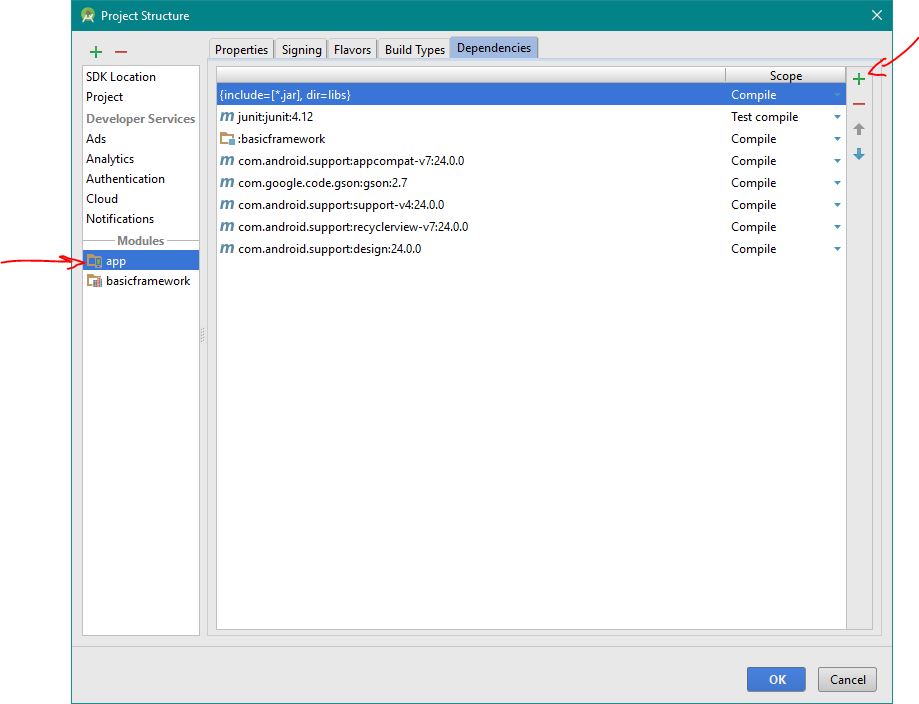 Project Structure
Properties Signing Flavors Build Types Dependencies
SDK Location
Project
Developer Services
Ads
Analytics
Authentication
Cloud
Notifications
Modules
app
basicframework
Scope
{include=[*.jar], dir=libs} Compile
m junit:junit:4.12 Test compile
:basicframework Compile
m com.android.support:appcompat-v7:24.0.0 Compile
m com.google.code.gson:gson:2.7 Compile
m com.android.support:support-v4:24.0.0 Compile
m com.android.support:recyclerview-v7:24.0.0 Compile
m com.android.support:design:24.0.0 Compile
OK Cancel